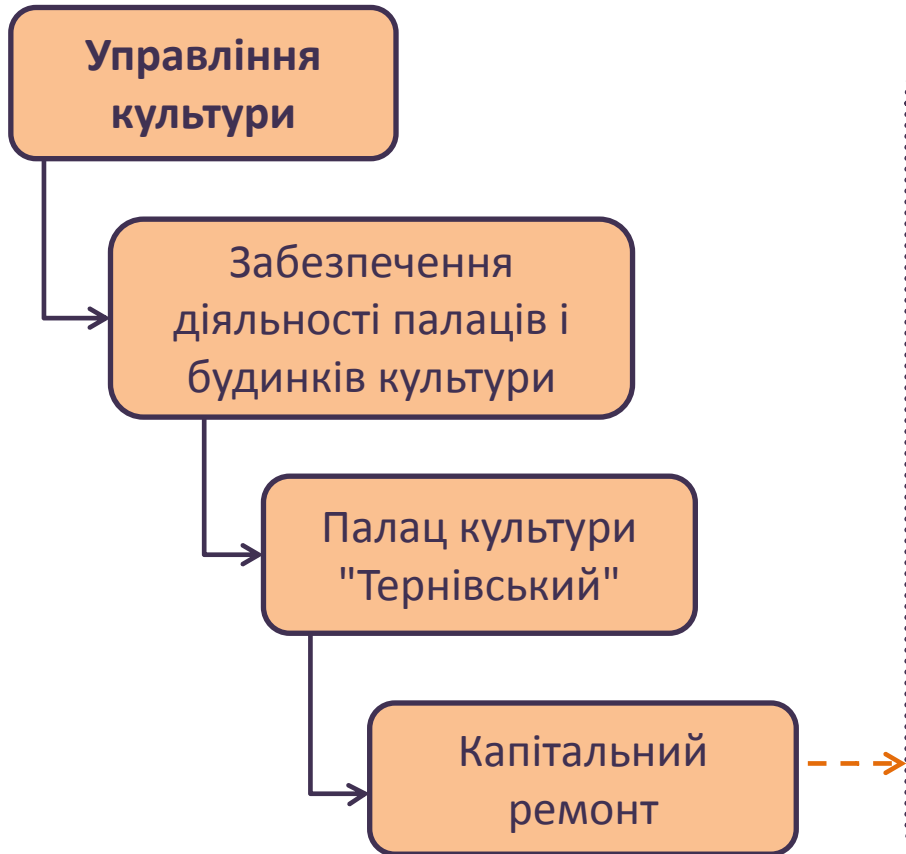 Управління
культури
Забезпечення
діяльності палаців і
будинків культури
Палац культури
"Тернівський"
Капітальний
ремонт